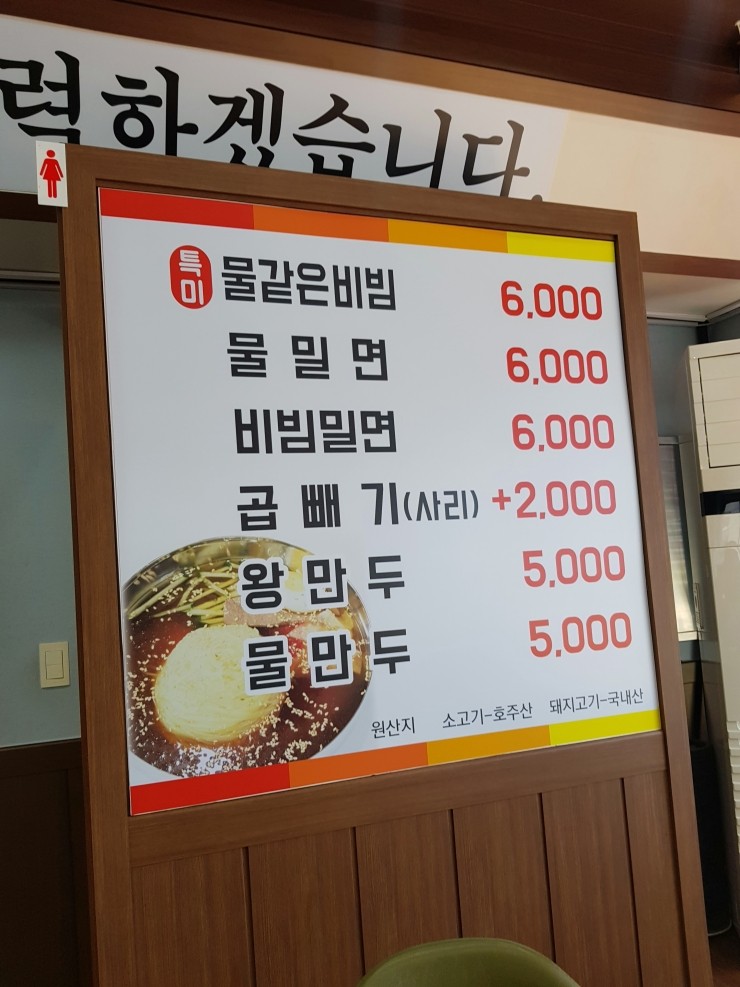 력하겠습니다.
특미 물같은비빔 6,000
물밀면 6,000
비빔밀면 6,000
곱빼기(사리) +2,000
왕만두 5,000
물만두 5,000
원산지 소고기-호주산 돼지고기-국내산